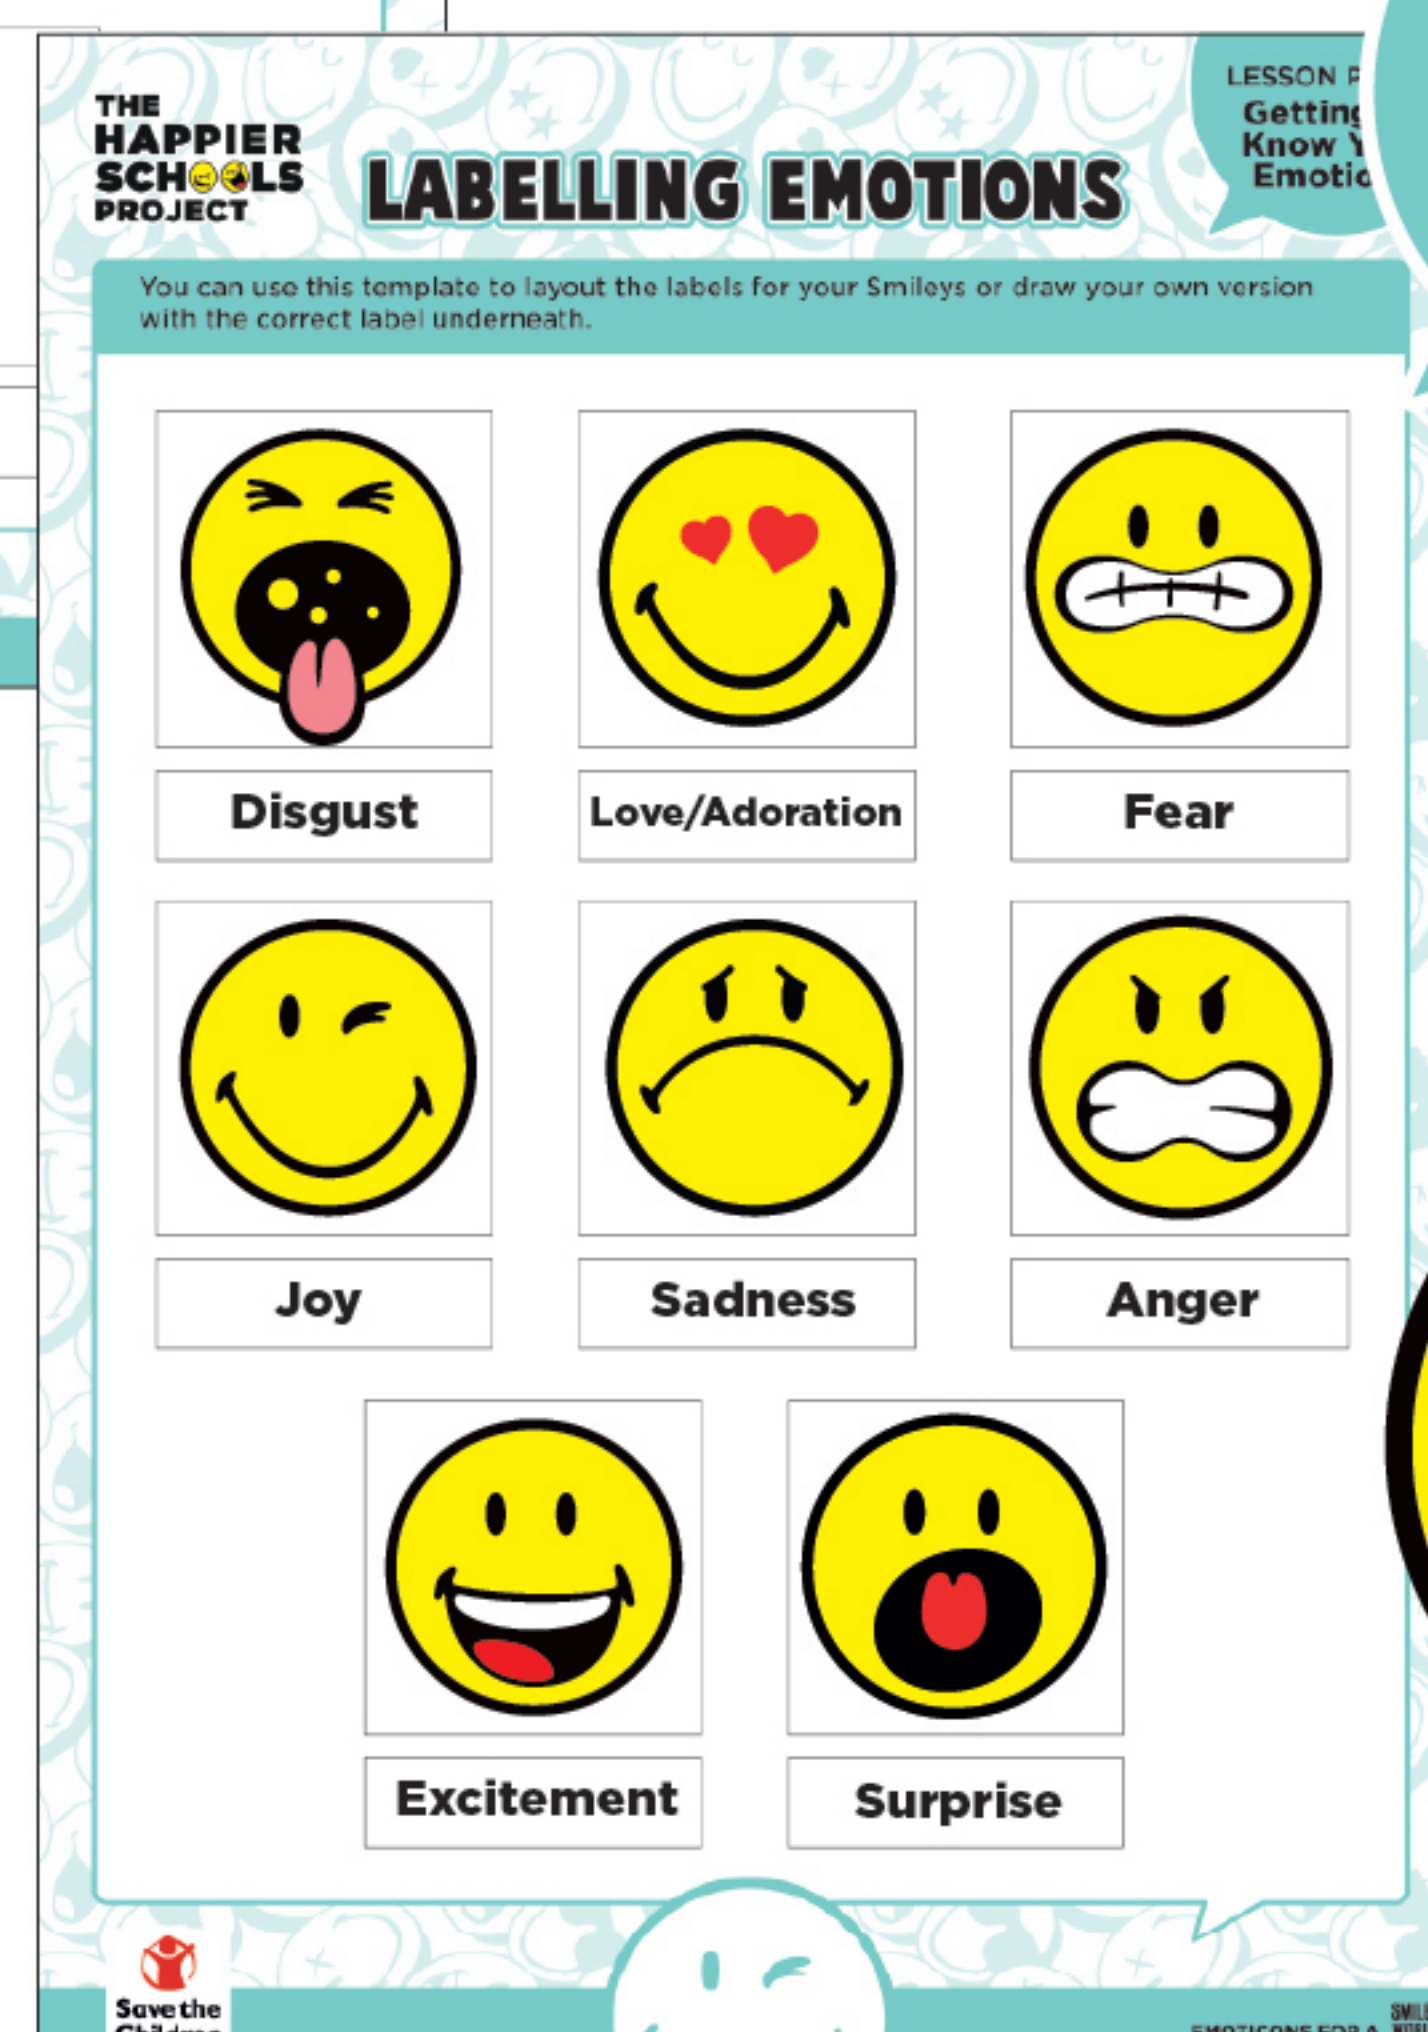 THE
HAPPIER
SCHOOLS
PROJECT
LABELLING EMOTIONS
LESSON
Getting
Know
You can use this template to layout the labels for your Smileys or draw your own version
with the correct label underneath.
Disgust
Love/Adoration
Fear
Joy
Sadness
Anger
Excitement
Surprise
Save the